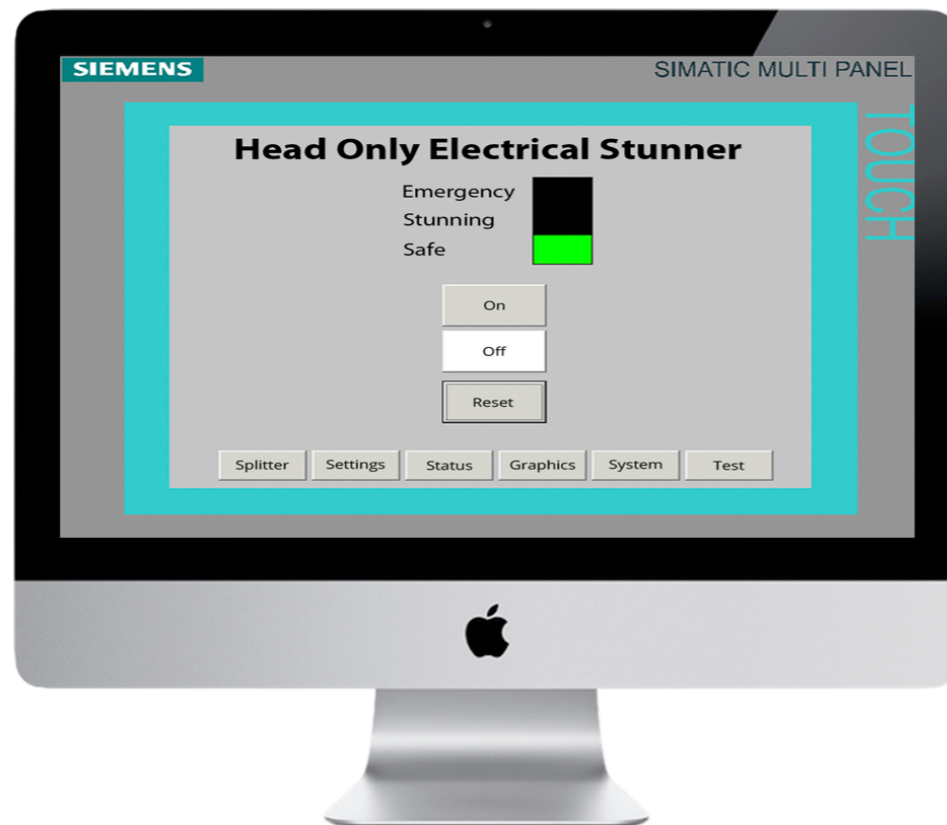 SIEMENS
SIMATIC MULTI PANEL
TOUCH
Head Only Electrical Stunner
Emergency
Stunning
Safe
On
Off
Reset
Splitter Settings Status Graphics System Test